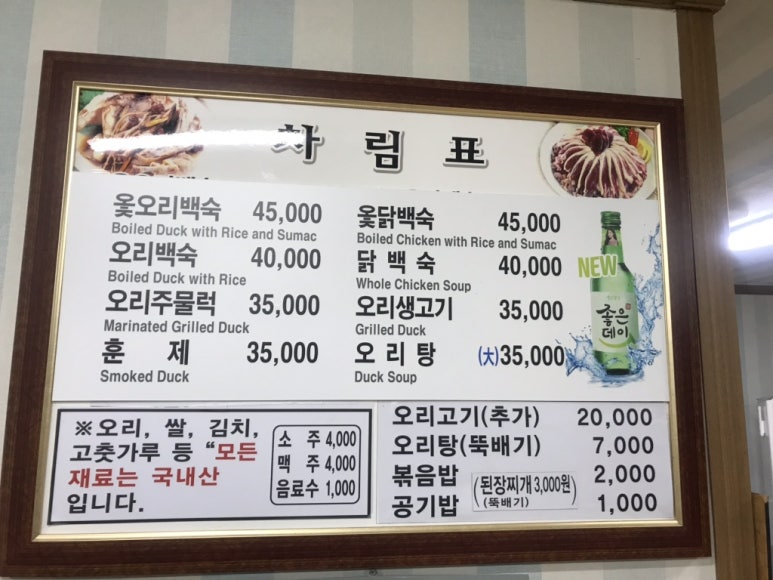 차림표
옻오리백숙 45,000
Boiled Duck with Rice and Sumac
오리백숙 40,000
Boiled Duck with Rice
오리주물럭 35,000
Marinated Grilled Duck
훈 제 35,000
Smoked Duck
옻닭백숙 45,000
Boiled Chicken with Rice and Sumac
닭백숙 40,000
Whole Chicken Soup
오리생고기 35,000
Grilled Duck
오리탕 (大)35,000
Duck Soup
NEW
좋은
데이
※오리, 쌀, 김치,
고춧가루 등 “모든
재료는 국내산
입니다.
소 주 4,000
맥 주 4,000
음료수 1,000
오리고기(추가) 20,000
오리탕(뚝배기) 7,000
볶음밥 2,000
(된장찌개 3,000원)
(뚝배기)
공기밥 1,000